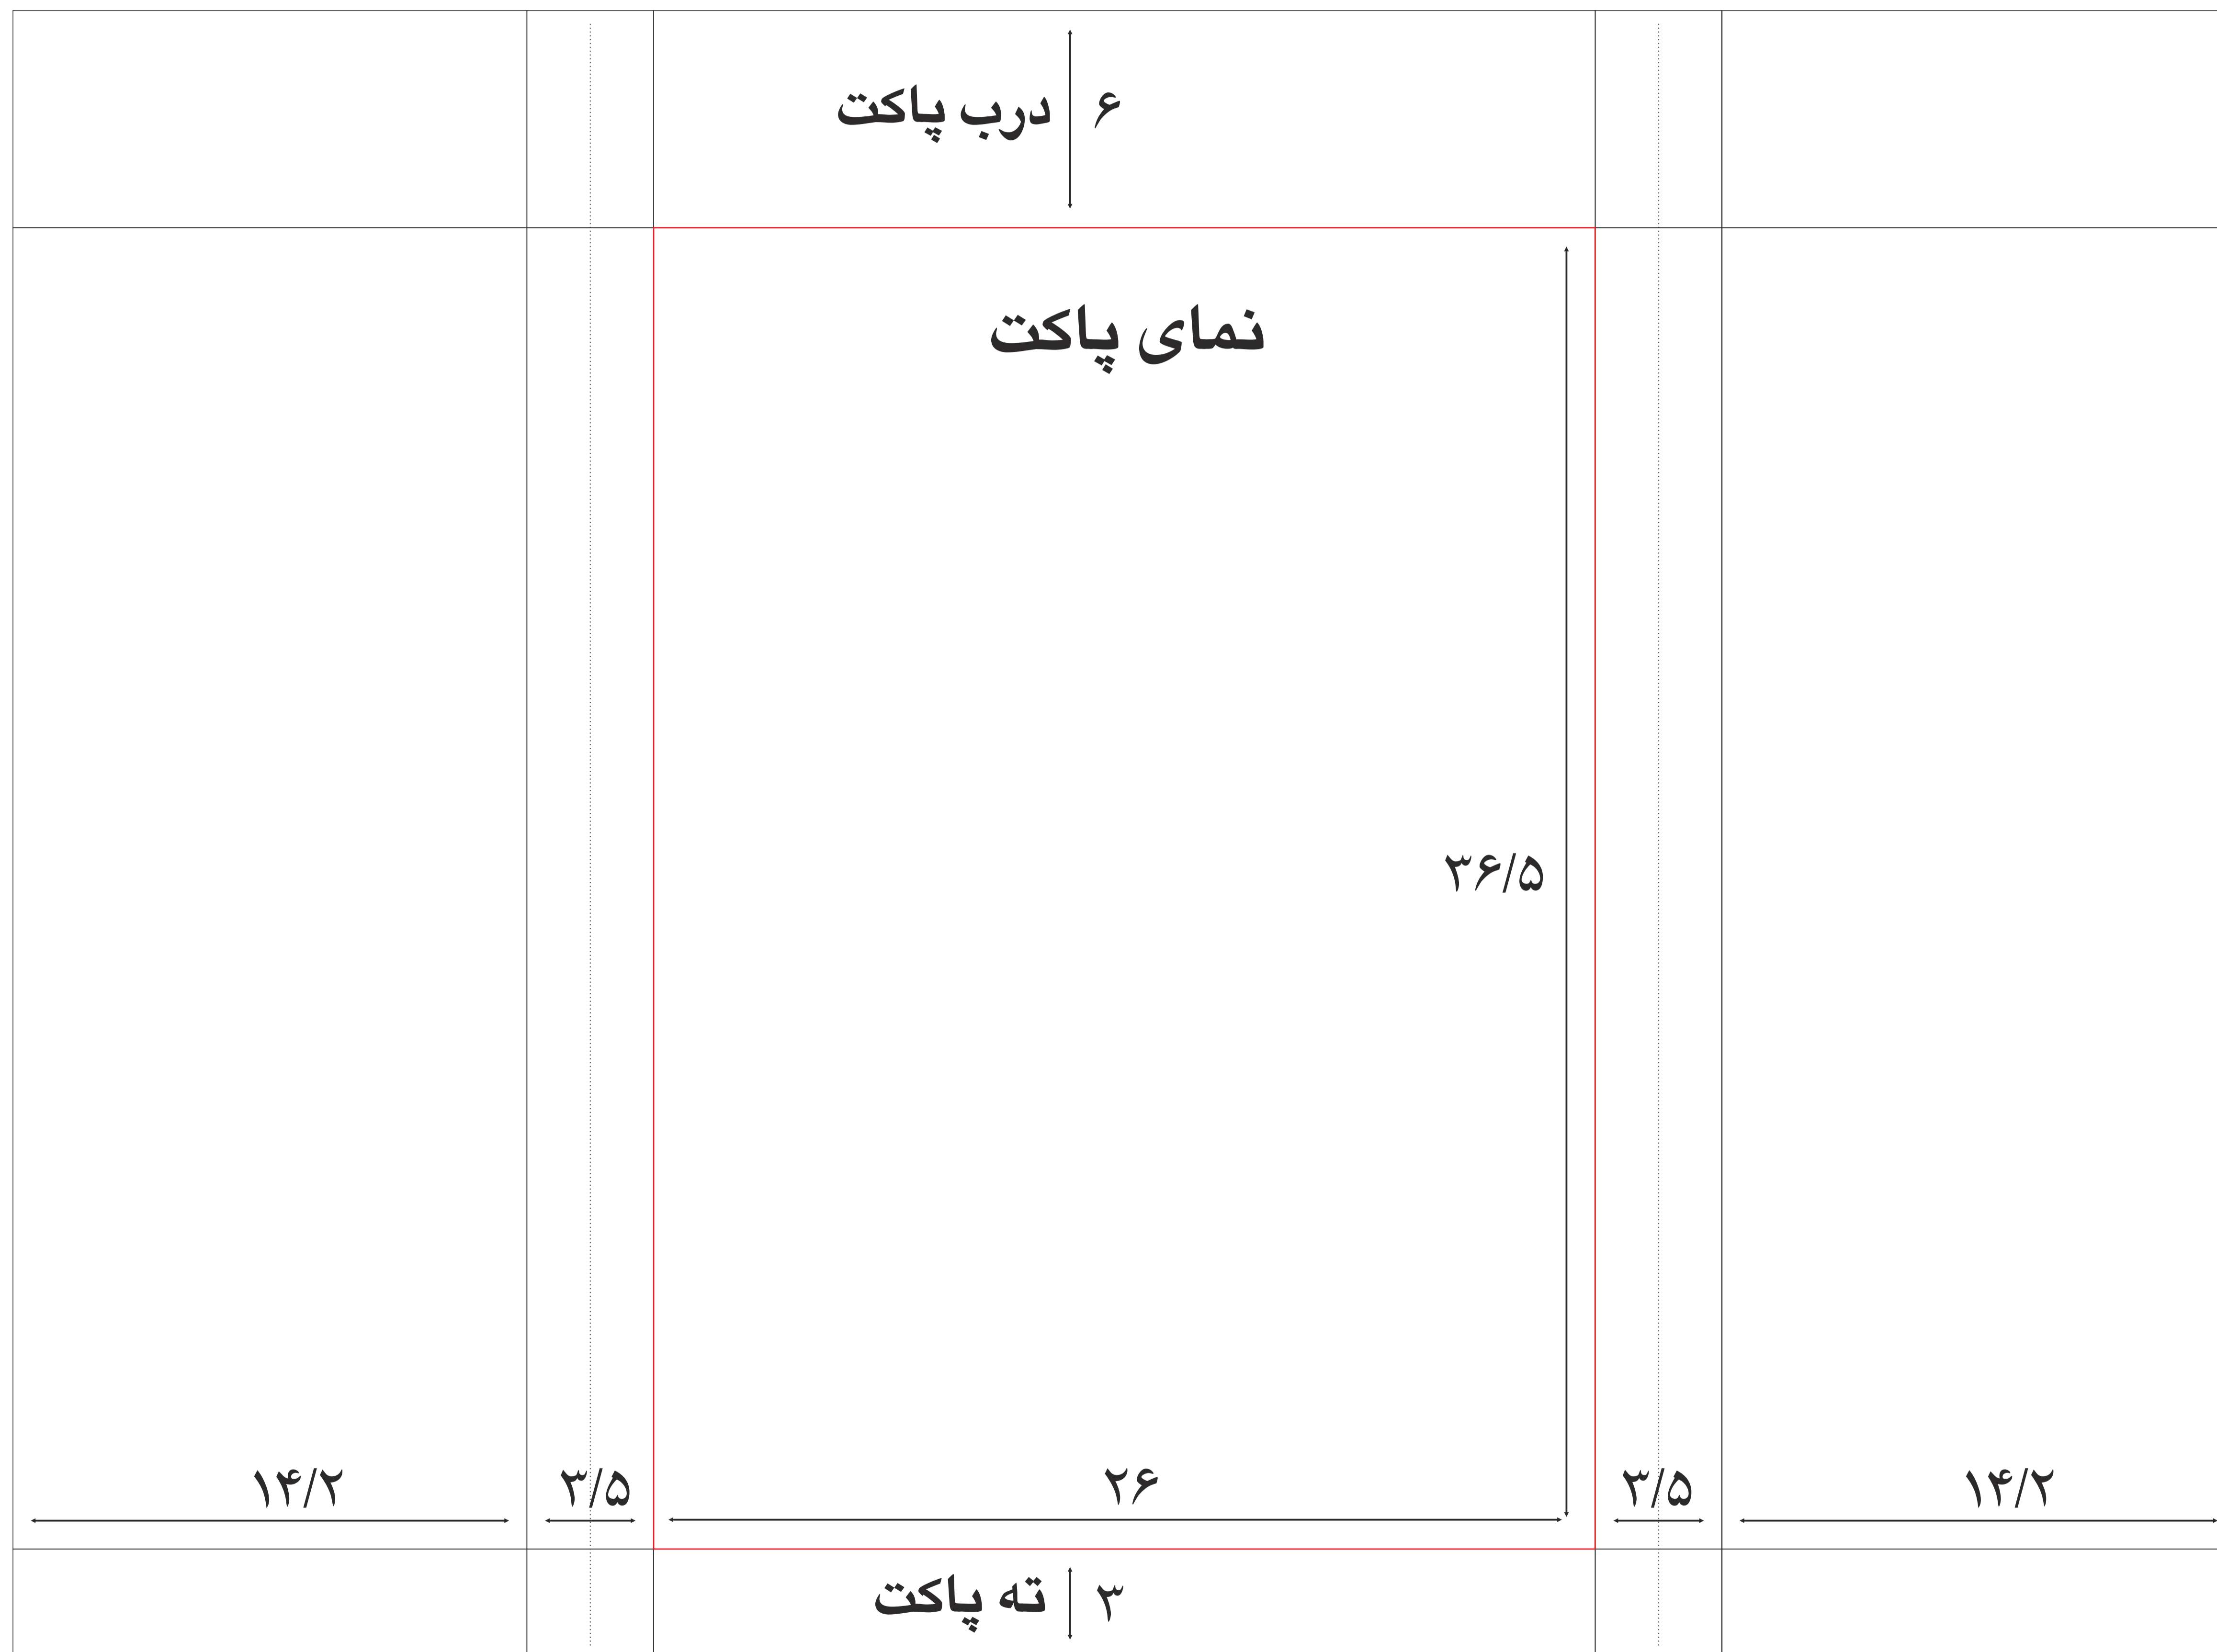 ۶ درب پاکت
نمای پاکت
۳۶/۵
۱۴/۲ ۳/۵ ۲۶ ۳/۵ ۱۴/۲
۳ ته پاکت